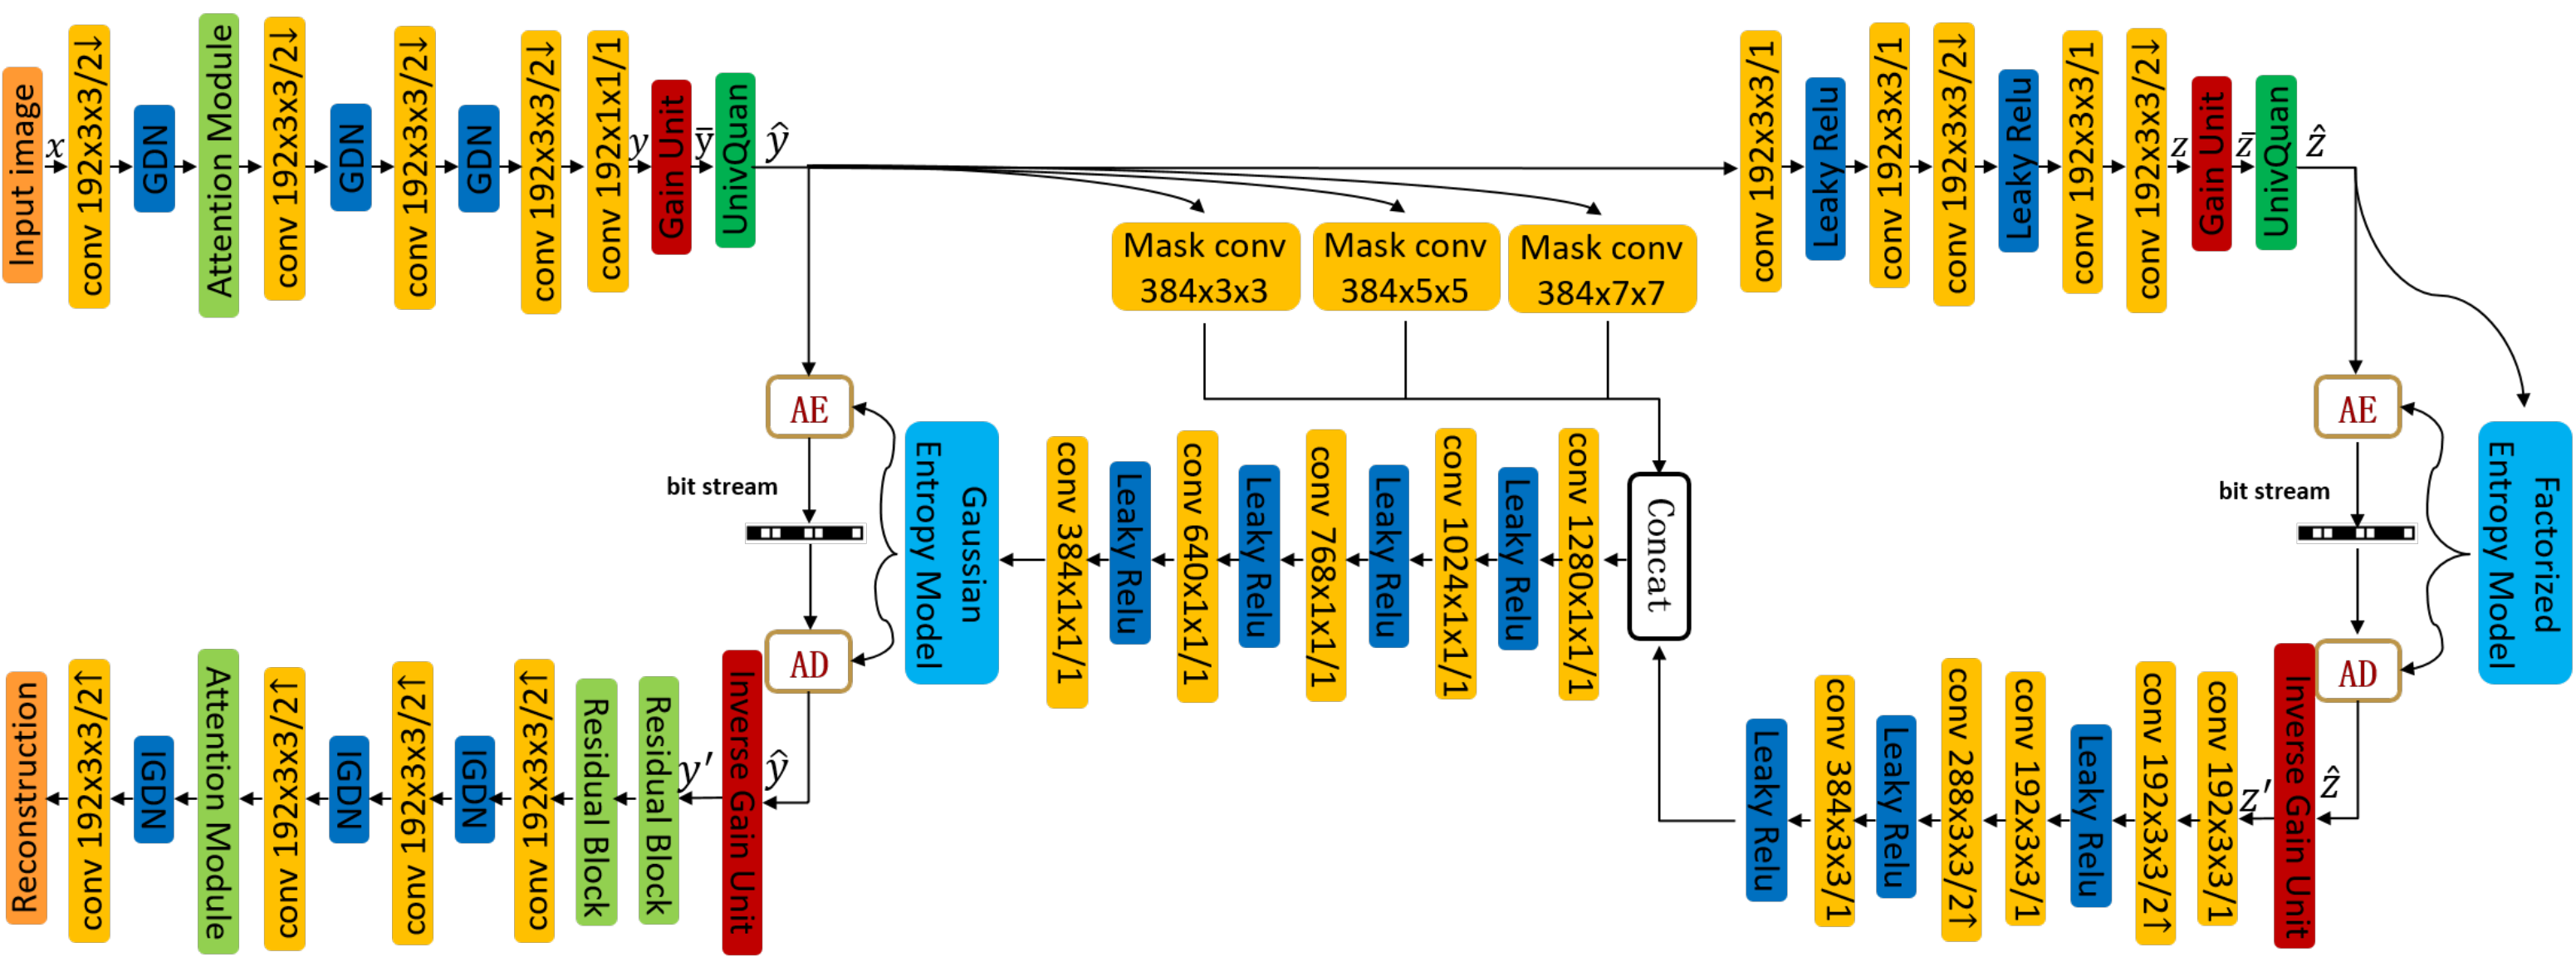 Input image
x
conv 192x3x3/2↓
GDN
Attention Module
conv 192x3x3/2↓
GDN
conv 192x3x3/2↓
GDN
conv 192x3x3/2↓
conv 192x1x1/1
y
Gain Unit
ȳ
UnivQuan
ŷ
conv 192x3x3/1
Leaky Relu
conv 192x3x3/1
conv 192x3x3/2↓
Leaky Relu
conv 192x3x3/1
conv 192x3x3/2↓
z
Gain Unit
z̄
UnivQuan
ẑ
Mask conv
384x3x3
Mask conv
384x5x5
Mask conv
384x7x7
AE
bit stream
AD
Gaussian
Entropy Model
conv 384x1x1/1
Leaky Relu
conv 640x1x1/1
Leaky Relu
conv 768x1x1/1
Leaky Relu
conv 1024x1x1/1
Leaky Relu
conv 1280x1x1/1
Concat
AE
bit stream
AD
Factorized
Entropy Model
Reconstruction
conv 192x3x3/2↑
IGDN
Attention Module
conv 192x3x3/2↑
IGDN
conv 192x3x3/2↑
IGDN
conv 192x3x3/2↑
Residual Block
Residual Block
y′
Inverse Gain Unit
ŷ
Leaky Relu
conv 384x3x3/1
Leaky Relu
conv 288x3x3/2↑
conv 192x3x3/1
Leaky Relu
conv 192x3x3/2↑
conv 192x3x3/1
z′
Inverse Gain Unit
ẑ